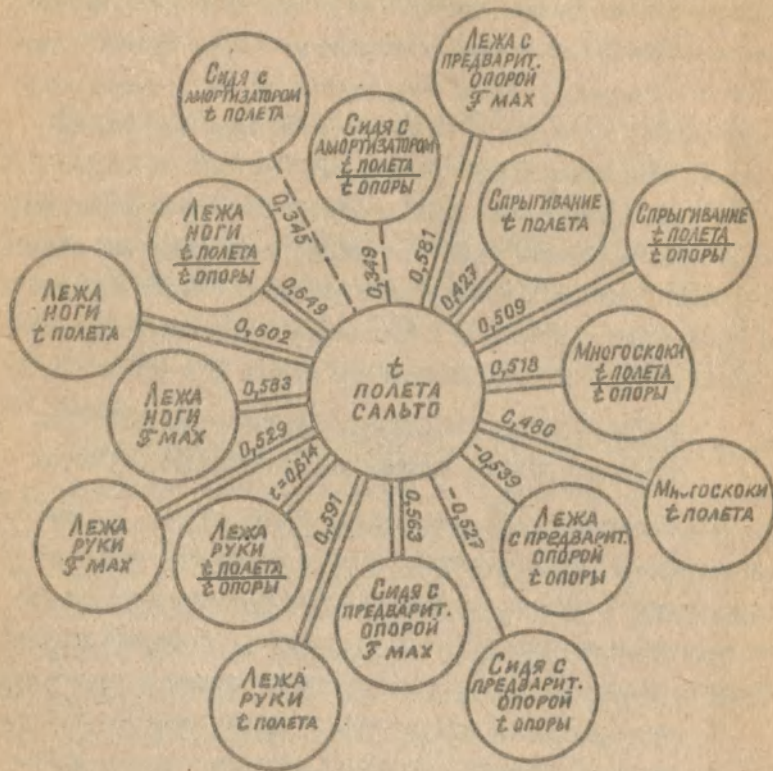 Лежа с
предварит.
опорой
F мах
Сидя с
амортизатором
t полета
Сидя с
амортизатором
t полета
t опоры
Спрыгивание
t полета
Спрыгивание
t полета
t опоры
Лежа
ноги
t полета
t опоры
0,345
0,349
0,581
0,427
0,509
Лежа
ноги
t полета
0,649
0,602
t
полета
сальто
0,518
Многоскоки
t полета
t опоры
Лежа
ноги
F мах
0,583
0,529
0,480
Многоскоки
t полета
-0,539
Лежа
с предварит.
опорой
t опоры
Лежа
руки
F мах
t=0,614
Лежа
руки
t полета
t опоры
0,591
0,563
-0,527
Сидя с
предварит.
опорой
F мах
Лежа
руки
t полета
Сидя с
предварит.
опорой
t опоры